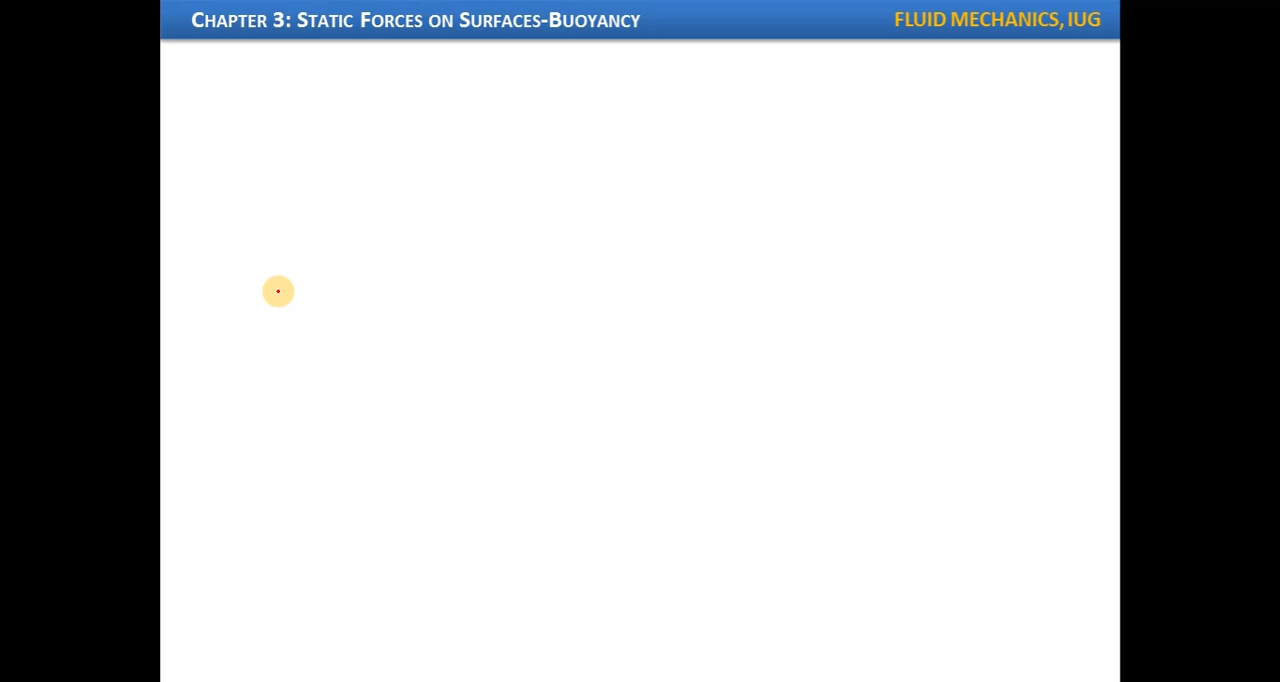 Chapter 3: Static Forces on Surfaces-Buoyancy
FLUID MECHANICS, IUG